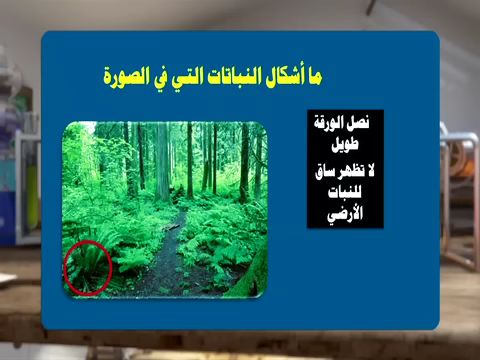 ما أشكال النباتات التي في الصورة
نصل الورقة
طويل
لا تظهر ساق
للنبات
الأرضي